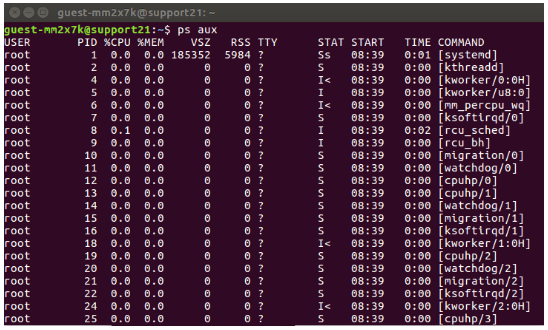 guest-mm2x7k@support21: ~
guest-mm2x7k@support21:~$ ps aux
USER PID %CPU %MEM VSZ RSS TTY STAT START TIME COMMAND
root 1 0.0 0.0 185352 5984 ? Ss 08:39 0:01 [systemd]
root 2 0.0 0.0 0 0 ? S 08:39 0:00 [kthreadd]
root 4 0.0 0.0 0 0 ? I< 08:39 0:00 [kworker/0:0H]
root 5 0.0 0.0 0 0 ? I 08:39 0:00 [kworker/u8:0]
root 6 0.0 0.0 0 0 ? I< 08:39 0:00 [mm_percpu_wq]
root 7 0.0 0.0 0 0 ? S 08:39 0:00 [ksoftirqd/0]
root 8 0.1 0.0 0 0 ? I 08:39 0:02 [rcu_sched]
root 9 0.0 0.0 0 0 ? I 08:39 0:00 [rcu_bh]
root 10 0.0 0.0 0 0 ? S 08:39 0:00 [migration/0]
root 11 0.0 0.0 0 0 ? S 08:39 0:00 [watchdog/0]
root 12 0.0 0.0 0 0 ? S 08:39 0:00 [cpuhp/0]
root 13 0.0 0.0 0 0 ? S 08:39 0:00 [cpuhp/1]
root 14 0.0 0.0 0 0 ? S 08:39 0:00 [watchdog/1]
root 15 0.0 0.0 0 0 ? S 08:39 0:00 [migration/1]
root 16 0.0 0.0 0 0 ? S 08:39 0:00 [ksoftirqd/1]
root 18 0.0 0.0 0 0 ? I< 08:39 0:00 [kworker/1:0H]
root 19 0.0 0.0 0 0 ? S 08:39 0:00 [cpuhp/2]
root 20 0.0 0.0 0 0 ? S 08:39 0:00 [watchdog/2]
root 21 0.0 0.0 0 0 ? S 08:39 0:00 [migration/2]
root 22 0.0 0.0 0 0 ? S 08:39 0:00 [ksoftirqd/2]
root 24 0.0 0.0 0 0 ? I< 08:39 0:00 [kworker/2:0H]
root 25 0.0 0.0 0 0 ? S 08:39 0:00 [cpuhp/3]